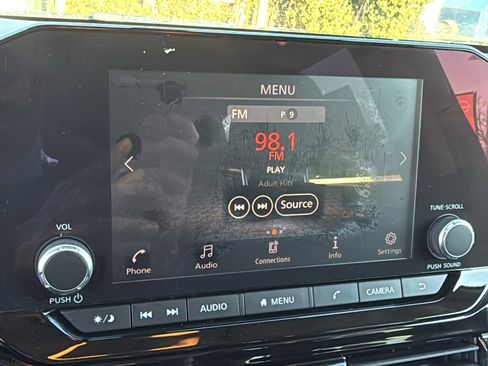 MENU
FM P 9
98.1
FM
PLAY
Adult Hits
Source
VOL
TUNE·SCROLL
Phone
Audio
Connections
Info
Settings
PUSH
PUSH SOUND
AUDIO
MENU
CAMERA